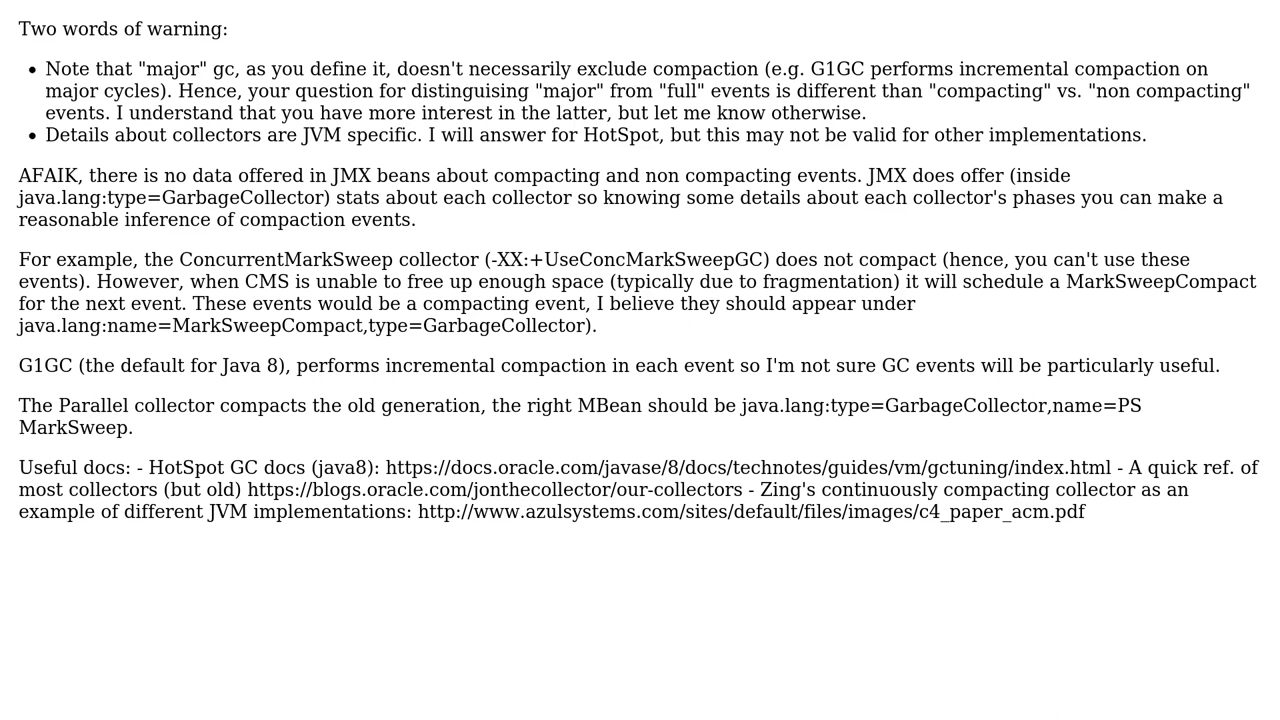 Two words of warning:
• Note that "major" gc, as you define it, doesn't necessarily exclude compaction (e.g. G1GC performs incremental compaction on
major cycles). Hence, your question for distinguising "major" from "full" events is different than "compacting" vs. "non compacting"
events. I understand that you have more interest in the latter, but let me know otherwise.
• Details about collectors are JVM specific. I will answer for HotSpot, but this may not be valid for other implementations.
AFAIK, there is no data offered in JMX beans about compacting and non compacting events. JMX does offer (inside
java.lang:type=GarbageCollector) stats about each collector so knowing some details about each collector's phases you can make a
reasonable inference of compaction events.
For example, the ConcurrentMarkSweep collector (-XX:+UseConcMarkSweepGC) does not compact (hence, you can't use these
events). However, when CMS is unable to free up enough space (typically due to fragmentation) it will schedule a MarkSweepCompact
for the next event. These events would be a compacting event, I believe they should appear under
java.lang:name=MarkSweepCompact,type=GarbageCollector).
G1GC (the default for Java 8), performs incremental compaction in each event so I'm not sure GC events will be particularly useful.
The Parallel collector compacts the old generation, the right MBean should be java.lang:type=GarbageCollector,name=PS
MarkSweep.
Useful docs: - HotSpot GC docs (java8): https://docs.oracle.com/javase/8/docs/technotes/guides/vm/gctuning/index.html - A quick ref. of
most collectors (but old) https://blogs.oracle.com/jonthecollector/our-collectors - Zing's continuously compacting collector as an
example of different JVM implementations: http://www.azulsystems.com/sites/default/files/images/c4_paper_acm.pdf